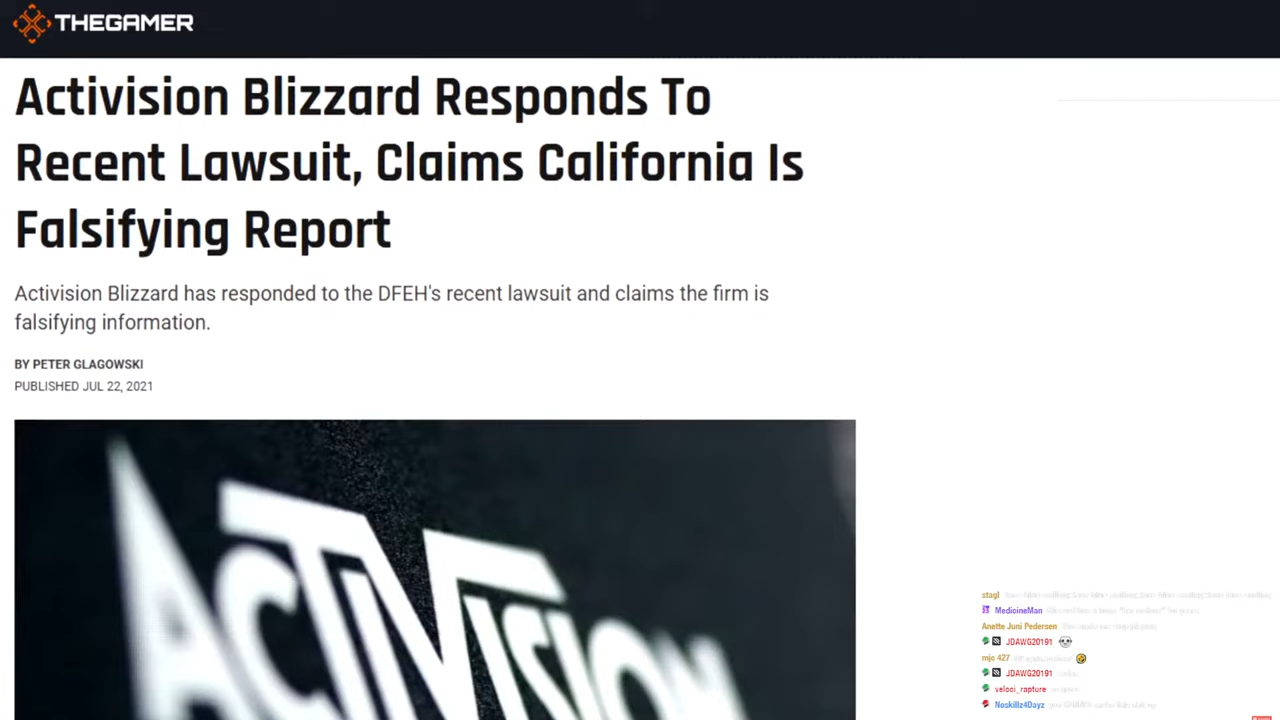 THEGAMER
Activision Blizzard Responds To
Recent Lawsuit, Claims California Is
Falsifying Report
Activision Blizzard has responded to the DFEH's recent lawsuit and claims the firm is
falsifying information.
BY PETER GLAGOWSKI
PUBLISHED JUL 22, 2021
ACTIVISION
stagl
MedicineMan
Anette Juni Pedersen
JDAWG20191
mjc 427
JDAWG20191
veloci_rapture
Noskillz4Dayz